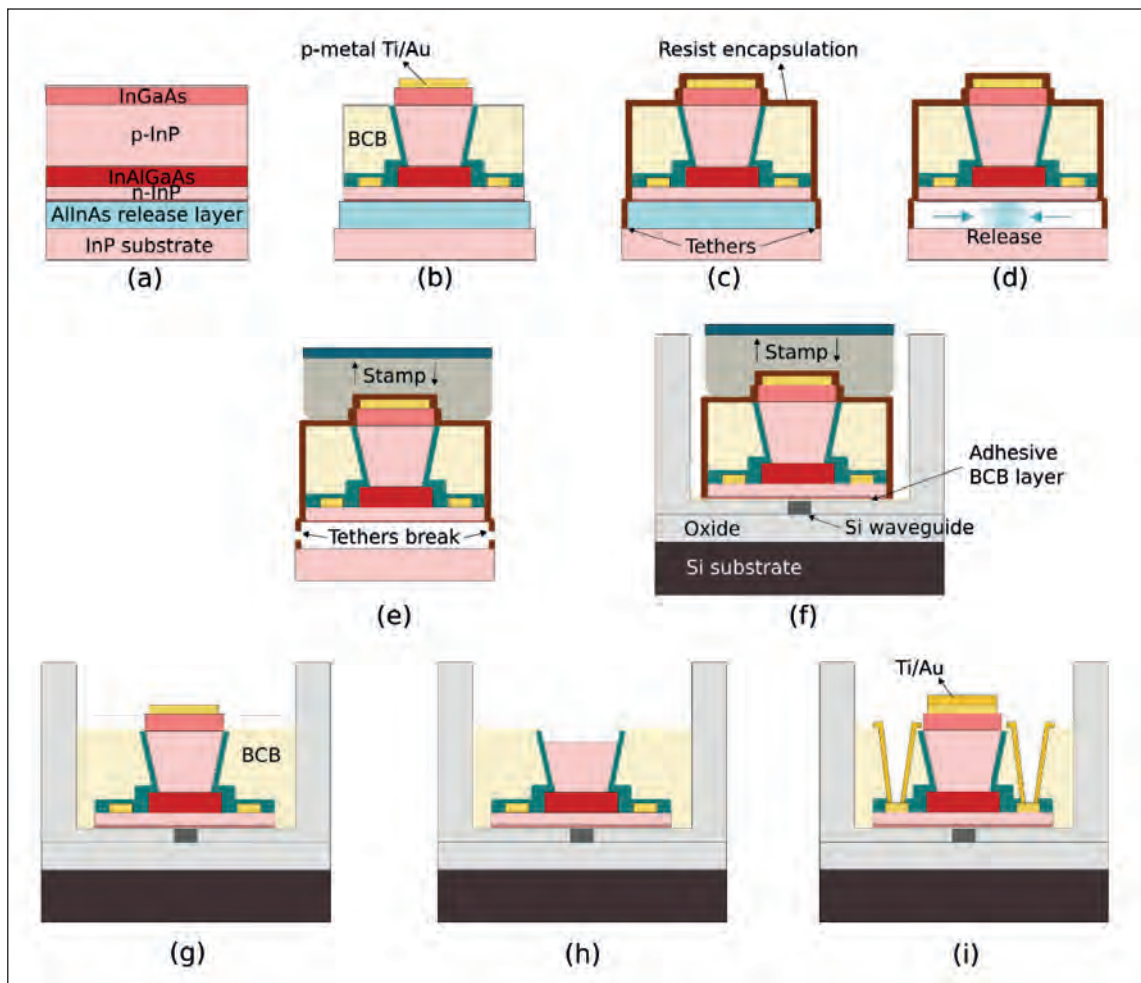 p-metal Ti/Au
Resist encapsulation
InGaAs
p-InP
InAlGaAs
n-InP
AlInAs release layer
InP substrate
BCB
Tethers
Release
(a)
(b)
(c)
(d)
Stamp
Tethers break
(e)
Stamp
Adhesive
BCB layer
Oxide
Si waveguide
Si substrate
(f)
BCB
(g)
(h)
Ti/Au
(i)